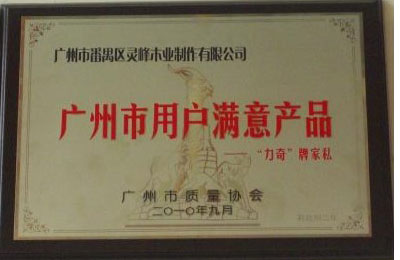 广州市番禺区灵峰木业制作有限公司
广州市用户满意产品
——“力奇”牌家私
广州市质量协会
二〇一〇年九月